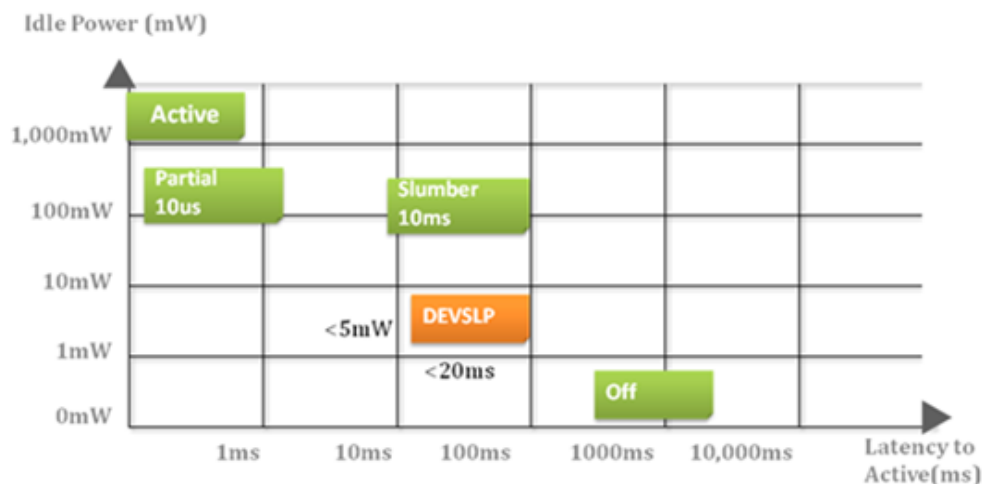 Idle Power (mW)
Active
1,000mW
Partial
10us
Slumber
10ms
100mW
10mW
DEVSLP
<5mW
1mW
<20ms
Off
0mW
1ms
10ms
100ms
1000ms
10,000ms
Latency to
Active(ms)